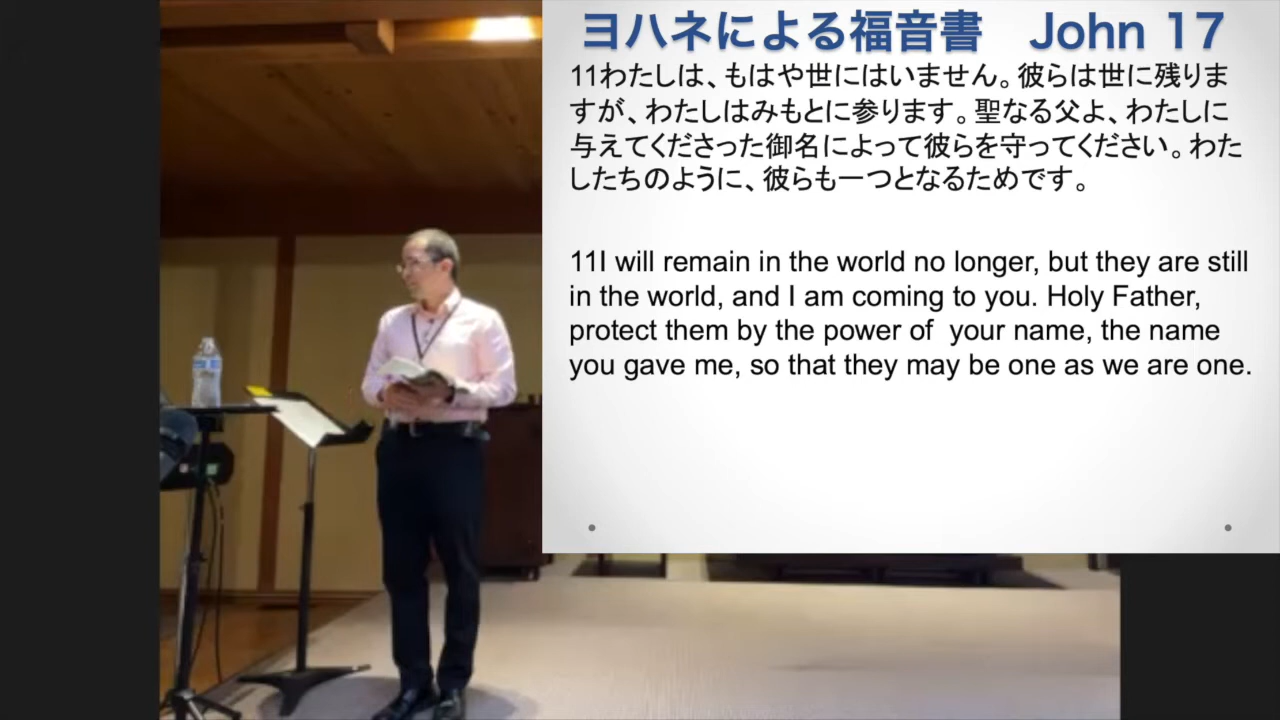 ヨハネによる福音書　John 17
11わたしは、もはや世にはいません。彼らは世に残りま
すが、わたしはみもとに参ります。聖なる父よ、わたしに
与えてくださった御名によって彼らを守ってください。わた
したちのように、彼らも一つとなるためです。
11I will remain in the world no longer, but they are still
in the world, and I am coming to you. Holy Father,
protect them by the power of  your name, the name
you gave me, so that they may be one as we are one.